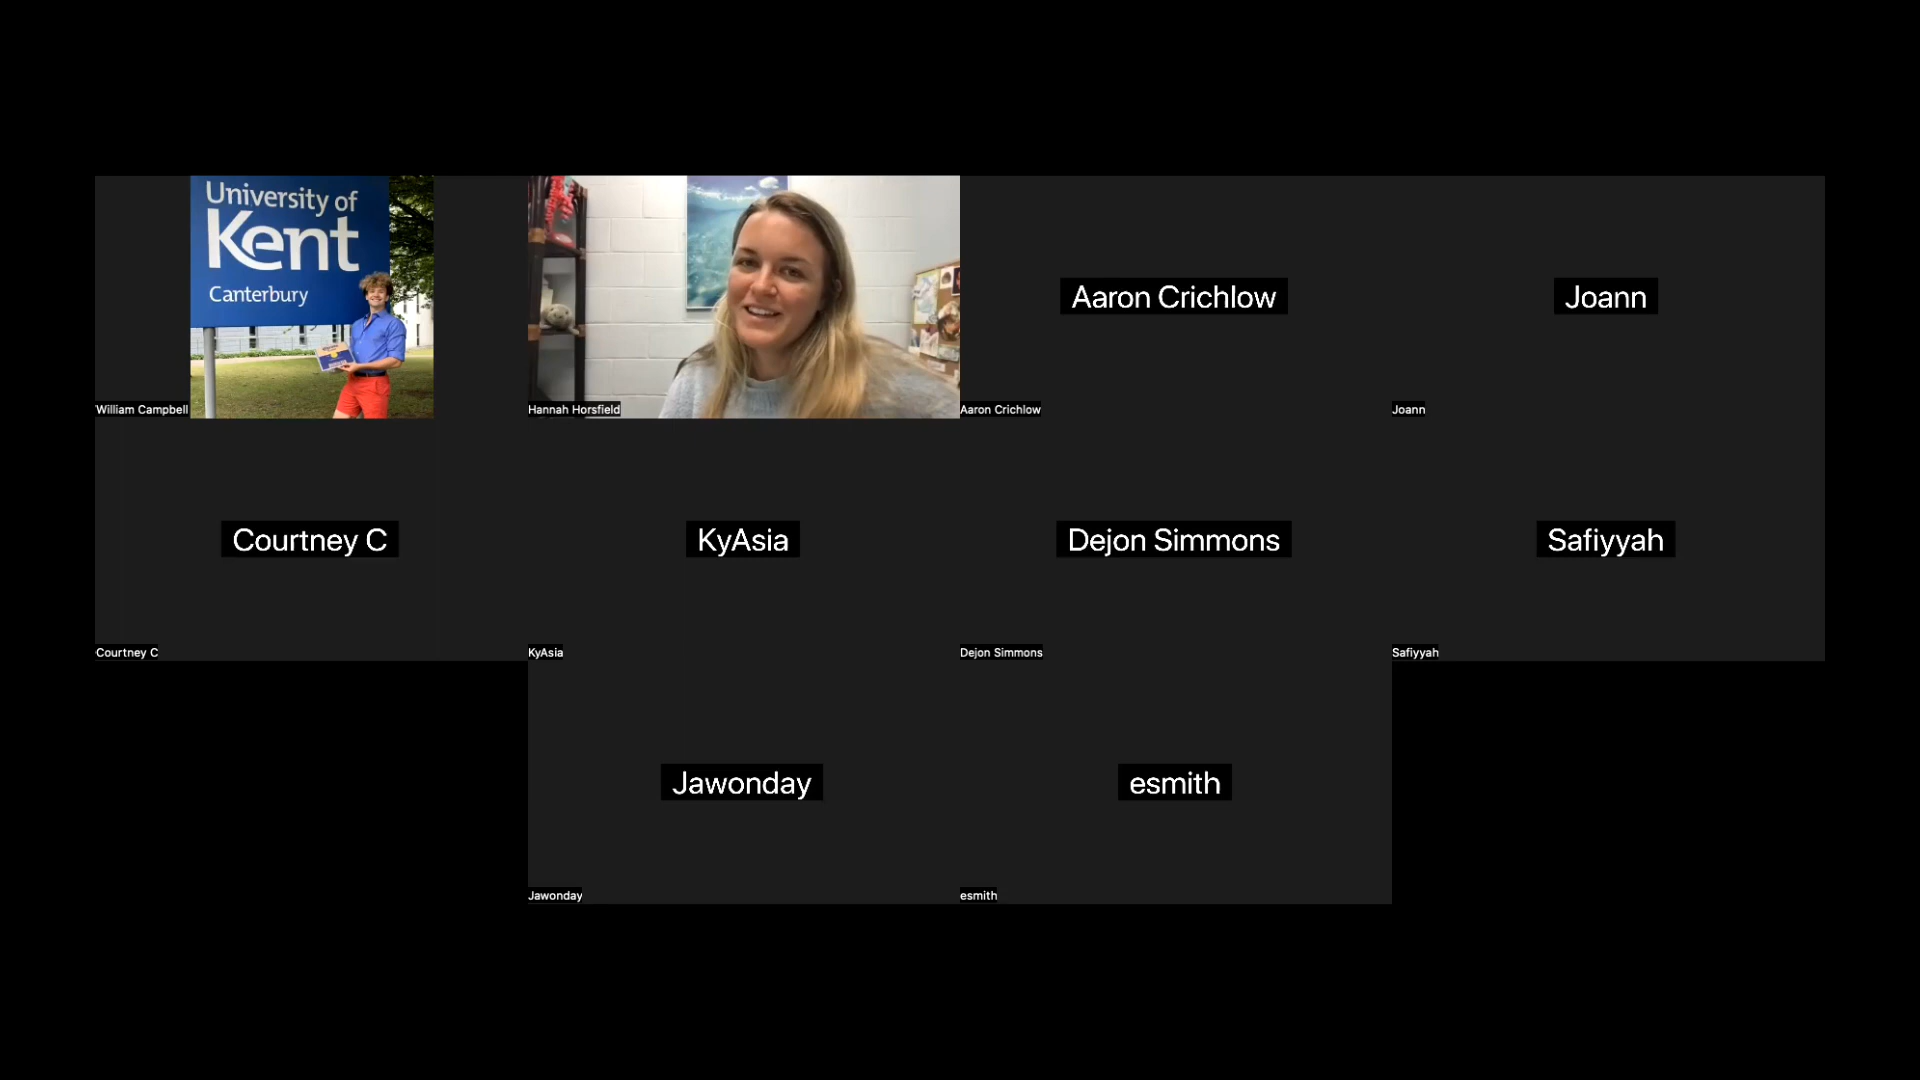 University of
Kent
Canterbury
William Campbell
Hannah Horsfield
Aaron Crichlow
Aaron Crichlow
Joann
Joann
Courtney C
Courtney C
KyAsia
KyAsia
Dejon Simmons
Dejon Simmons
Safiyyah
Safiyyah
Jawonday
Jawonday
esmith
esmith